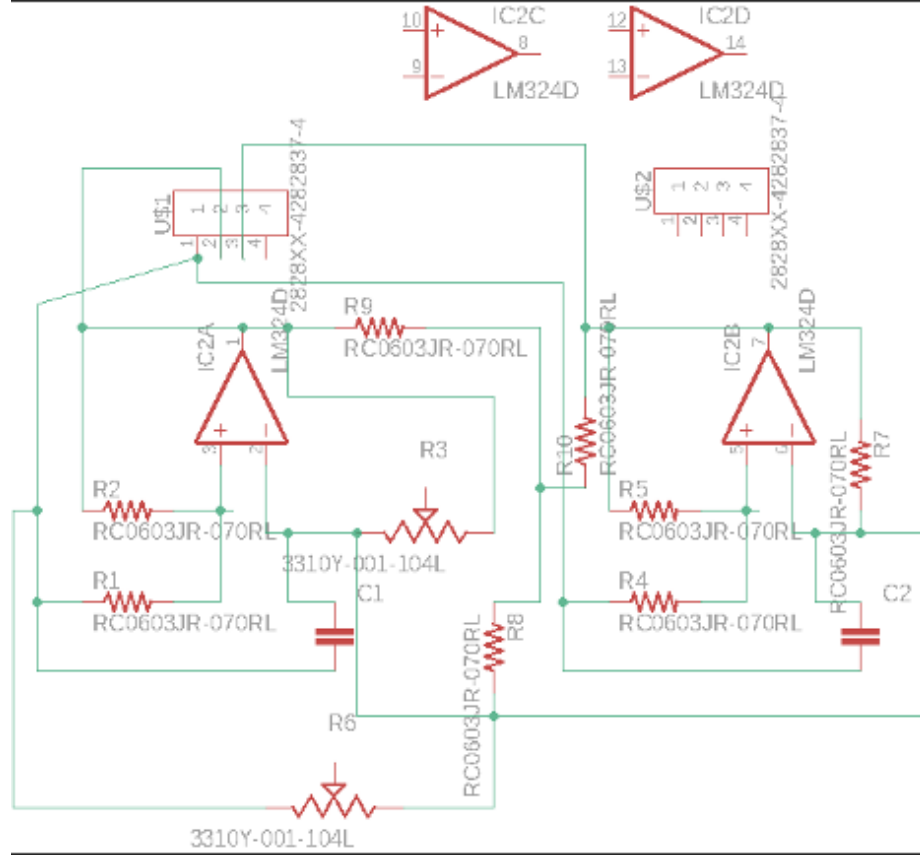 IC2C
10
+
8
9
−
LM324D
IC2D
12
+
14
13
−
LM324D
U$1
1 2 3 4
1 2 3 4
2828XX-4282837-4
U$2
1 2 3 4
1 2 3 4
2828XX-4282837-4
R9
RC0603JR-070RL
IC2A
1
LM324D
+ −
3 2
R10
RC0603JR-070RL
IC2B
7
LM324D
+ −
5 6
R7
RC0603JR-070RL
R3
3310Y-001-104L
R2
RC0603JR-070RL
R1
RC0603JR-070RL
C1
R5
RC0603JR-070RL
R4
RC0603JR-070RL
C2
R8
RC0603JR-070RL
R6
3310Y-001-104L